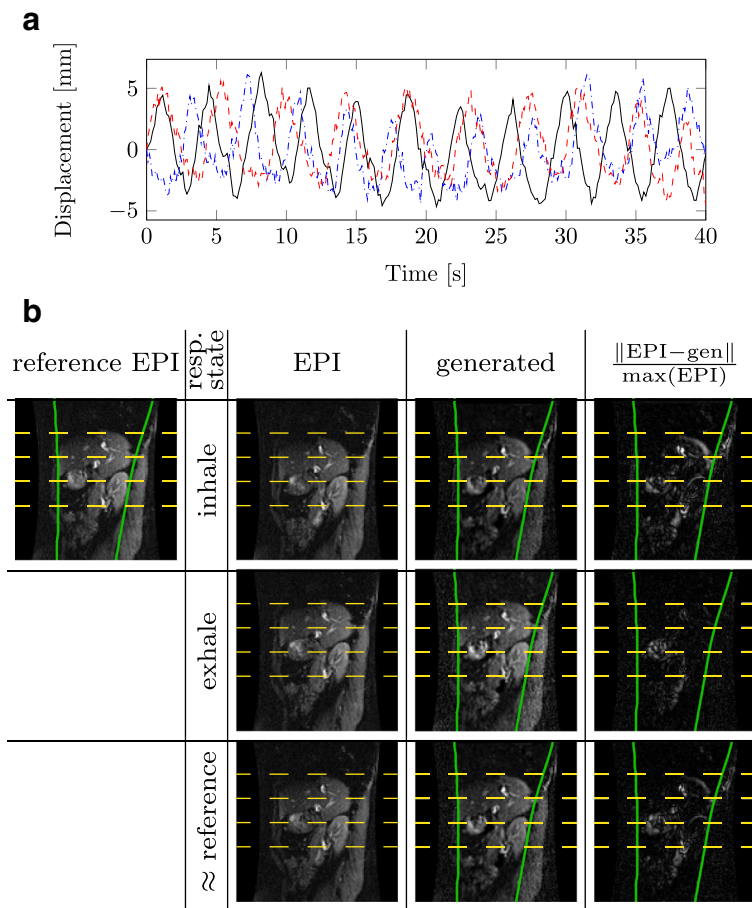 a
Displacement [mm]
5
0
−5
0 5 10 15 20 25 30 35 40
Time [s]
b
reference EPI
resp. state
EPI
generated
‖EPI−gen‖
max(EPI)
inhale
exhale
≈ reference